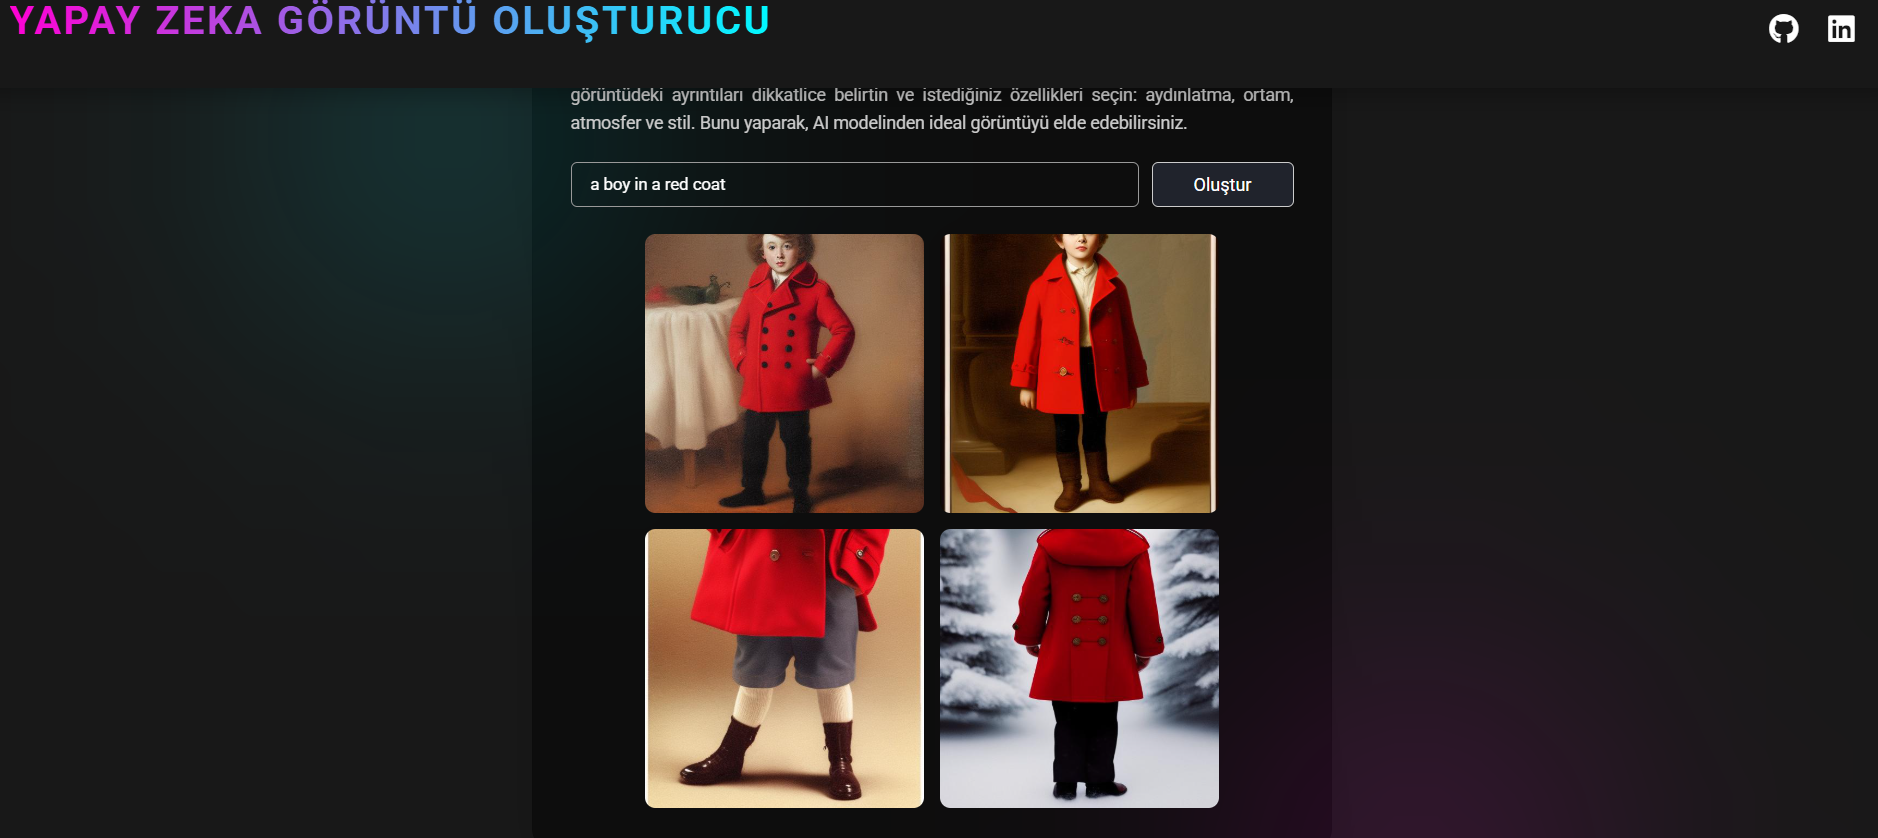 YAPAY ZEKA GÖRÜNTÜ OLUŞTURUCU
görüntüdeki ayrıntıları dikkatlice belirtin ve istediğiniz özellikleri seçin: aydınlatma, ortam,
atmosfer ve stil. Bunu yaparak, AI modelinden ideal görüntüyü elde edebilirsiniz.
a boy in a red coat
Oluştur
in